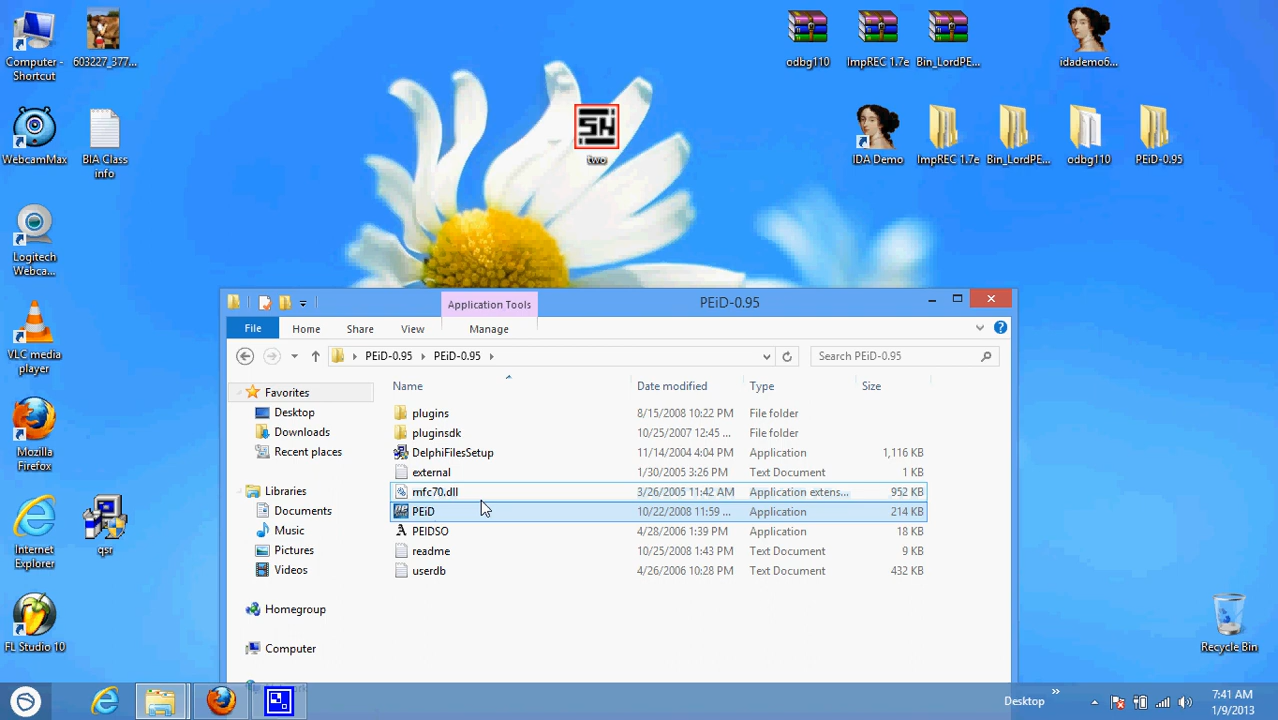 Computer -
Shortcut
603227_377...
odbg110
ImpREC 1.7e
Bin_LordPE...
idademo6...
WebcamMax
BIA Class
info
SH
two
IDA Demo
ImpREC 1.7e
Bin_LordPE...
odbg110
PEiD-0.95
Logitech
Webca...
VLC media
player
Mozilla
Firefox
Internet
Explorer
qsr
FL Studio 10
Recycle Bin
Application Tools
PEiD-0.95
File
Home
Share
View
Manage
PEiD-0.95
PEiD-0.95
Search PEiD-0.95
Name
Date modified
Type
Size
Favorites
Desktop
Downloads
Recent places
Libraries
Documents
Music
Pictures
Videos
Homegroup
Computer
plugins 8/15/2008 10:22 PM File folder
pluginsdk 10/25/2007 12:45 ... File folder
DelphiFilesSetup 11/14/2004 4:04 PM Application 1,116 KB
external 1/30/2005 3:26 PM Text Document 1 KB
mfc70.dll 3/26/2005 11:42 AM Application extens... 952 KB
PEiD 10/22/2008 11:59 ... Application 214 KB
PEIDSO 4/28/2006 1:39 PM Application 18 KB
readme 10/25/2008 1:43 PM Text Document 9 KB
userdb 4/26/2006 10:28 PM Text Document 432 KB
Desktop
7:41 AM
1/9/2013